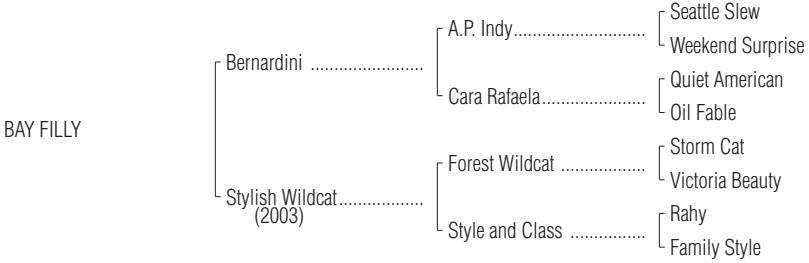 Seattle Slew
A.P. Indy..............................
Weekend Surprise
Bernardini .........................
Quiet American
Cara Rafaela.......................
Oil Fable
BAY FILLY
Storm Cat
Forest Wildcat ...................
Victoria Beauty
Stylish Wildcat...................
(2003)
Rahy
Style and Class .................
Family Style